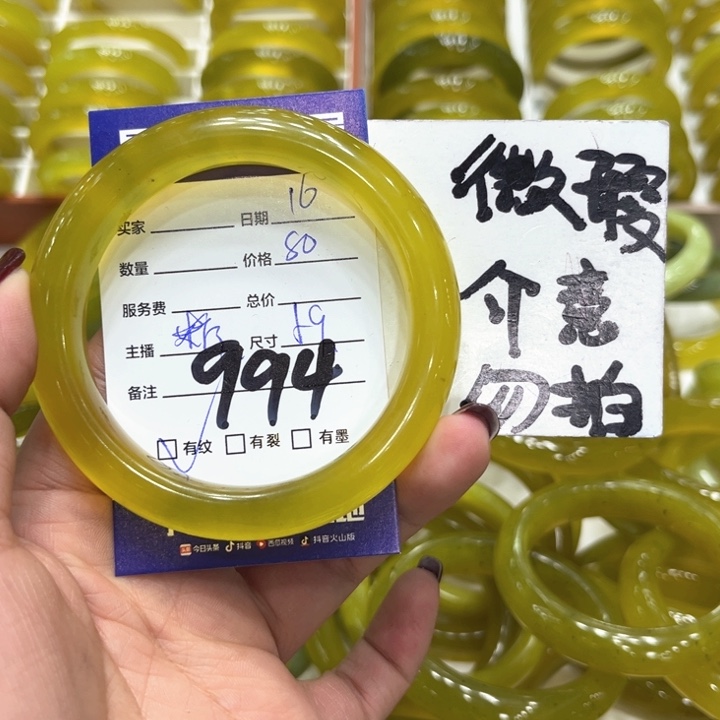 买家 日期 16
数量 价格 80
服务费 总价
主播 尺寸 59
备注 994
有纹 有裂 有墨
今日头条 抖音 西瓜视频 抖音火山版
微瑕
介意
勿拍